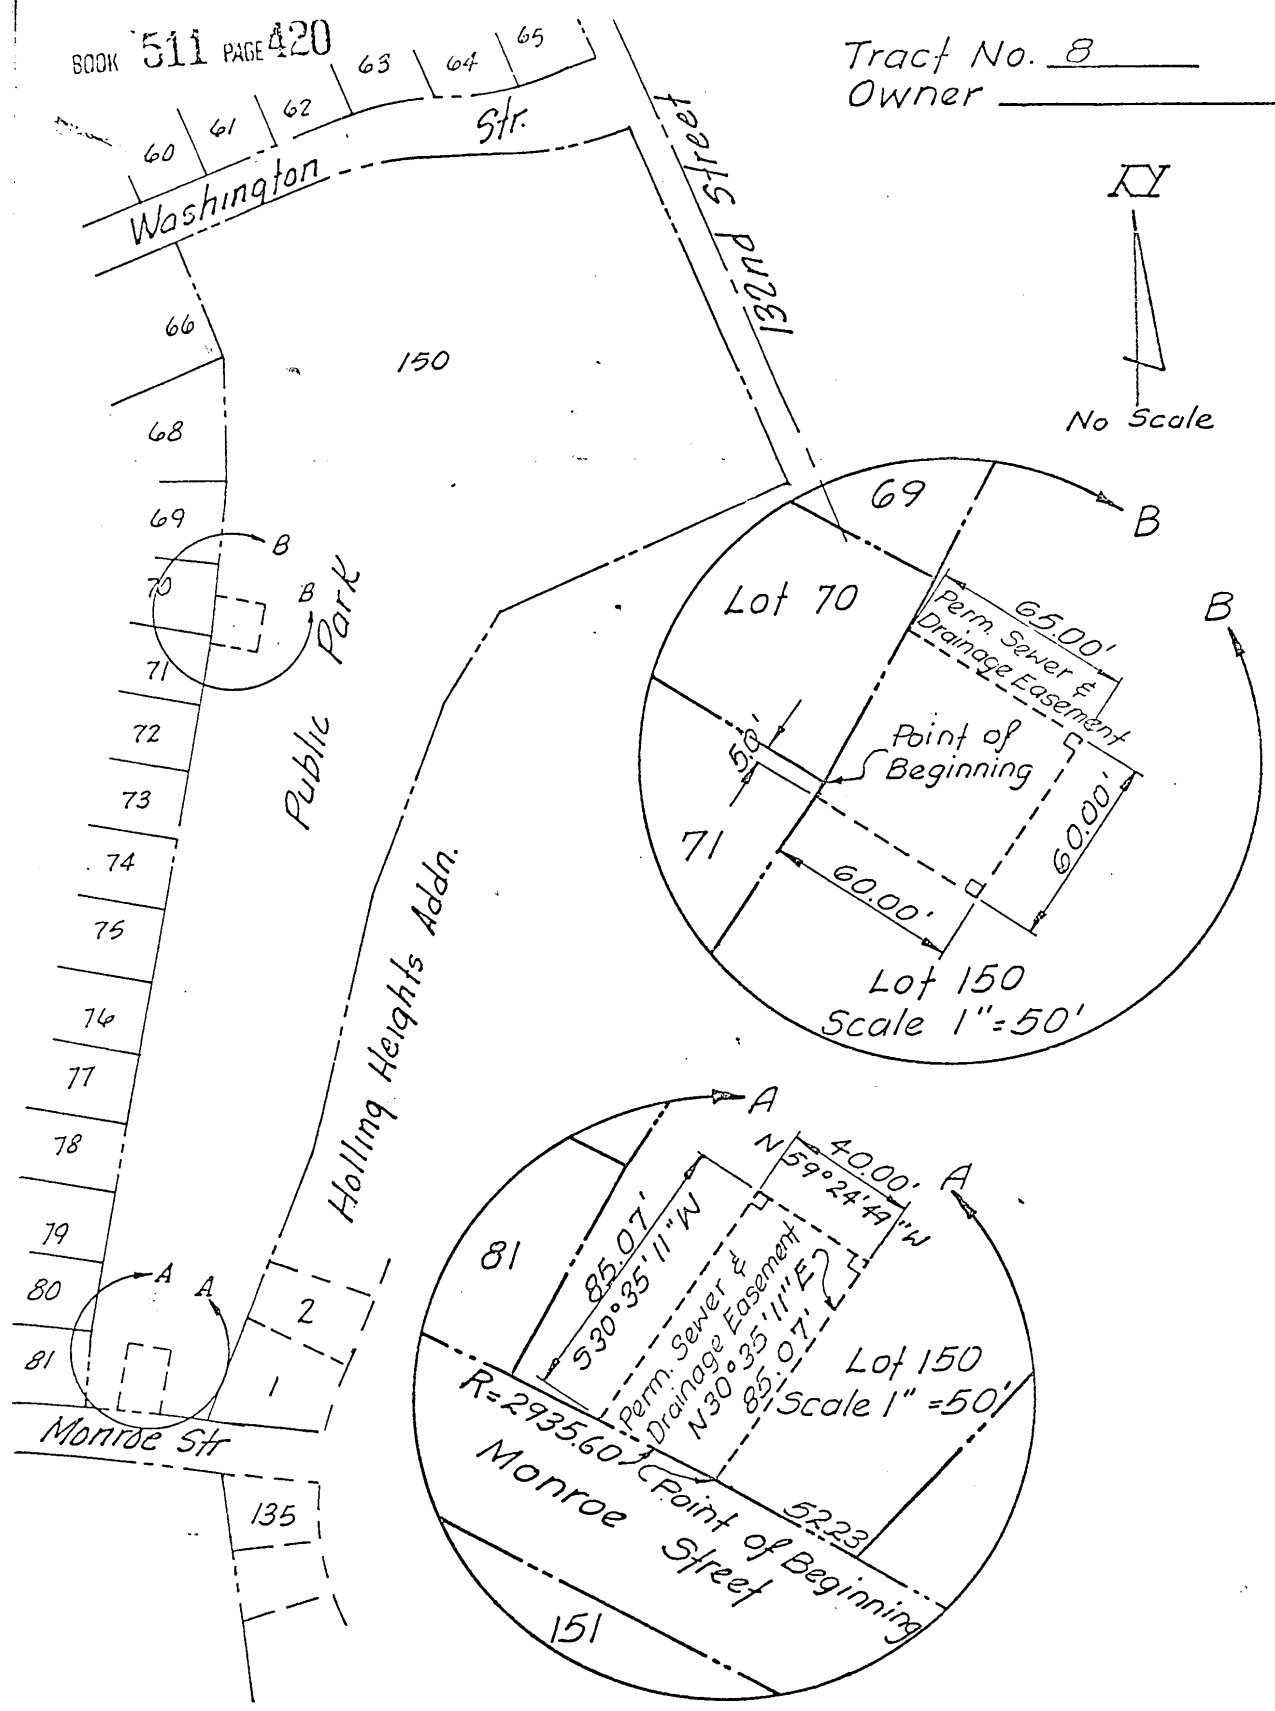 BOOK 511 PAGE 420
Tract No. 8
Owner
60
61
62
63
64
65
Washington Str.
132nd Street
KY
No Scale
66
150
68
69
70
71
72
73
74
75
76
77
78
79
80
81
B
B
Public Park
Holling Heights Addn.
A
A
2
1
Monroe Str
135
69
B
B
Lot 70
65.00'
Perm. Sewer &
Drainage Easement
5.0'
Point of
Beginning
71
60.00'
60.00'
Lot 150
Scale 1"=50'
A
A
81
85.07'
S30°35'11"W
40.00'
N 59°24'49"W
Perm. Sewer &
Drainage Easement
N30°35'11"E
85.07'
Lot 150
Scale 1"=50'
R=2935.60
Point of Beginning
52.23
Monroe Street
151